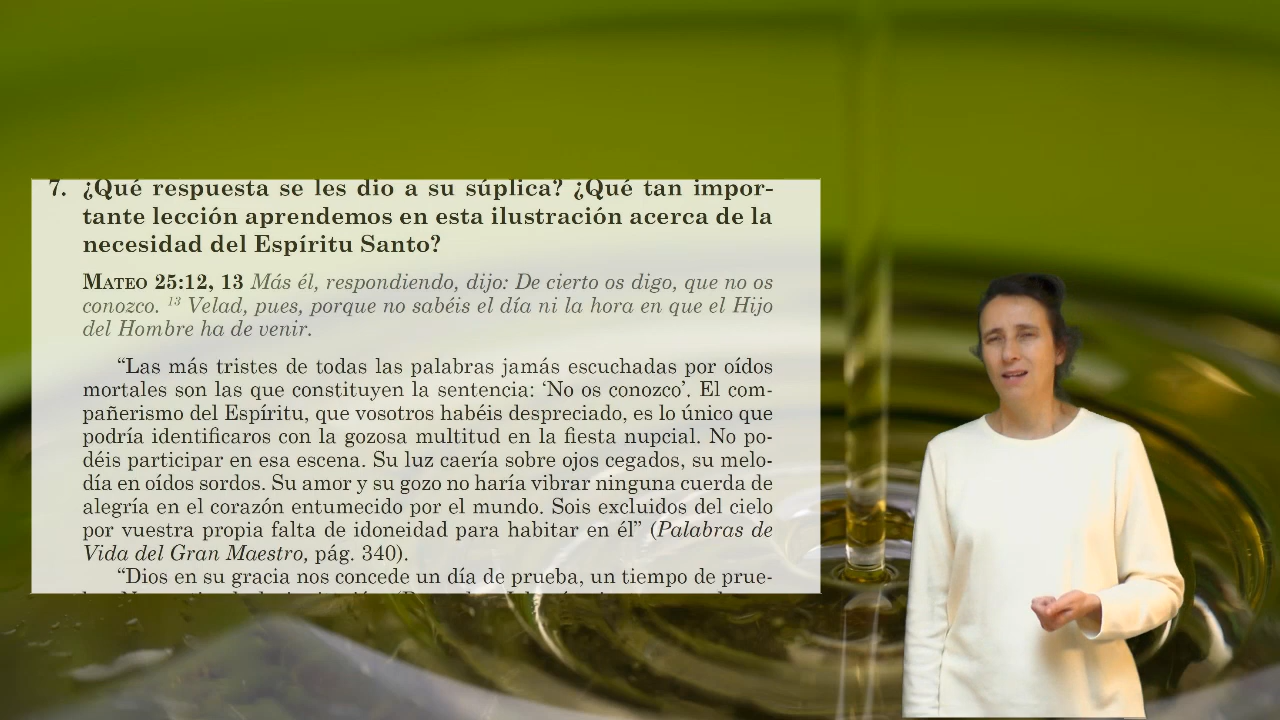 7. ¿Qué respuesta se les dio a su súplica? ¿Qué tan impor-
tante lección aprendemos en esta ilustración acerca de la
necesidad del Espíritu Santo?
Mateo 25:12, 13 Más él, respondiendo, dijo: De cierto os digo, que no os
conozco. 13 Velad, pues, porque no sabéis el día ni la hora en que el Hijo
del Hombre ha de venir.
“Las más tristes de todas las palabras jamás escuchadas por oídos
mortales son las que constituyen la sentencia: ‘No os conozco’. El com-
pañerismo del Espíritu, que vosotros habéis despreciado, es lo único que
podría identificaros con la gozosa multitud en la fiesta nupcial. No po-
déis participar en esa escena. Su luz caería sobre ojos cegados, su melo-
día en oídos sordos. Su amor y su gozo no haría vibrar ninguna cuerda de
alegría en el corazón entumecido por el mundo. Sois excluidos del cielo
por vuestra propia falta de idoneidad para habitar en él” (Palabras de
Vida del Gran Maestro, pág. 340).
“Dios en su gracia nos concede un día de prueba, un tiempo de prue-